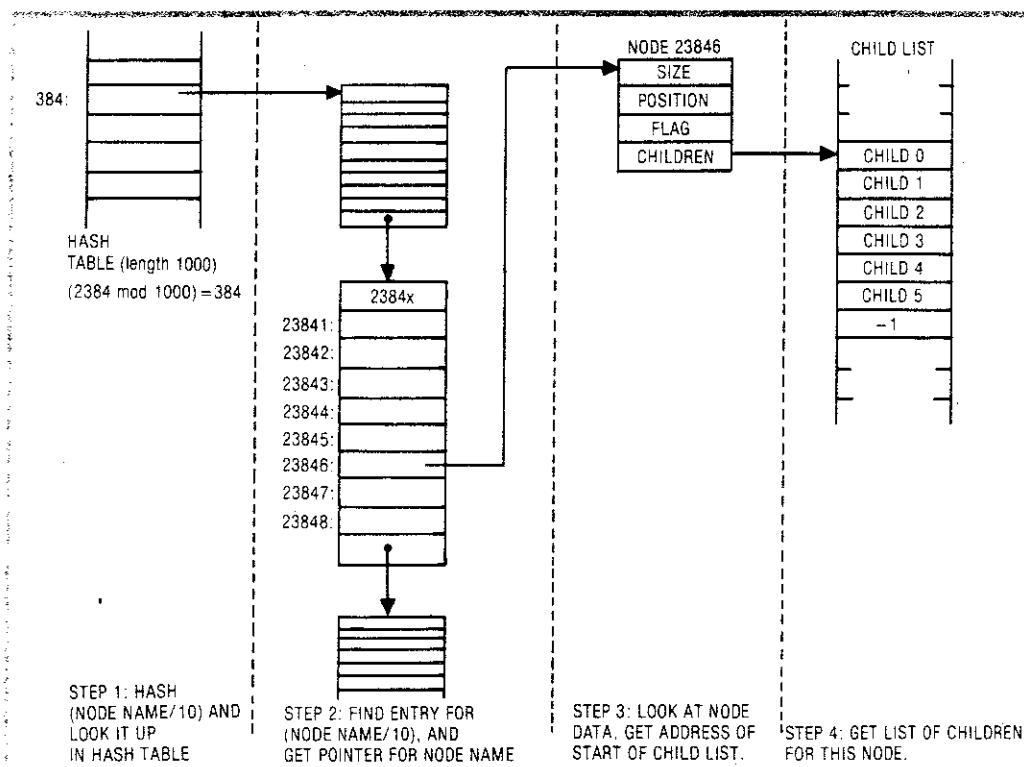 384:
HASH
TABLE (length 1000)
(2384 mod 1000) = 384
STEP 1: HASH
(NODE NAME/10) AND
LOOK IT UP
IN HASH TABLE
2384x
23841:
23842:
23843:
23844:
23845:
23846:
23847:
23848:
STEP 2: FIND ENTRY FOR
(NODE NAME/10), AND
GET POINTER FOR NODE NAME
NODE 23846
SIZE
POSITION
FLAG
CHILDREN
STEP 3: LOOK AT NODE
DATA, GET ADDRESS OF
START OF CHILD LIST.
CHILD LIST
CHILD 0
CHILD 1
CHILD 2
CHILD 3
CHILD 4
CHILD 5
-1
STEP 4: GET LIST OF CHILDREN
FOR THIS NODE.